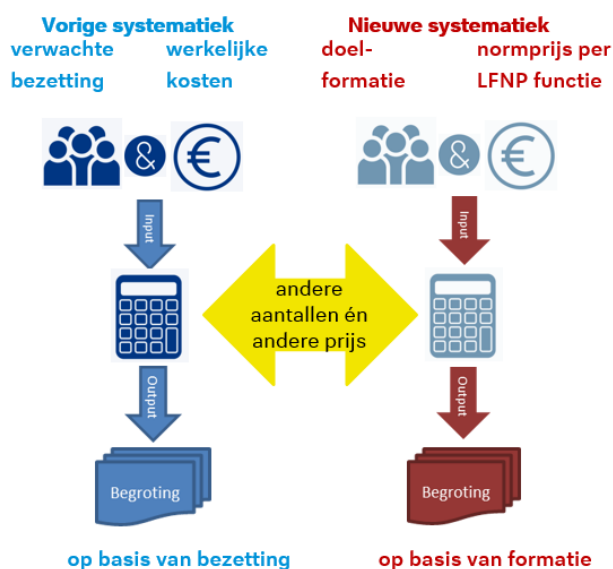 Vorige systematiek
verwachte werkelijke
bezetting kosten
Nieuwe systematiek
doel- normprijs per
formatie LFNP functie
& €
& €
Input
Input
andere
aantallen én
andere prijs
Output
Output
Begroting
Begroting
op basis van bezetting
op basis van formatie